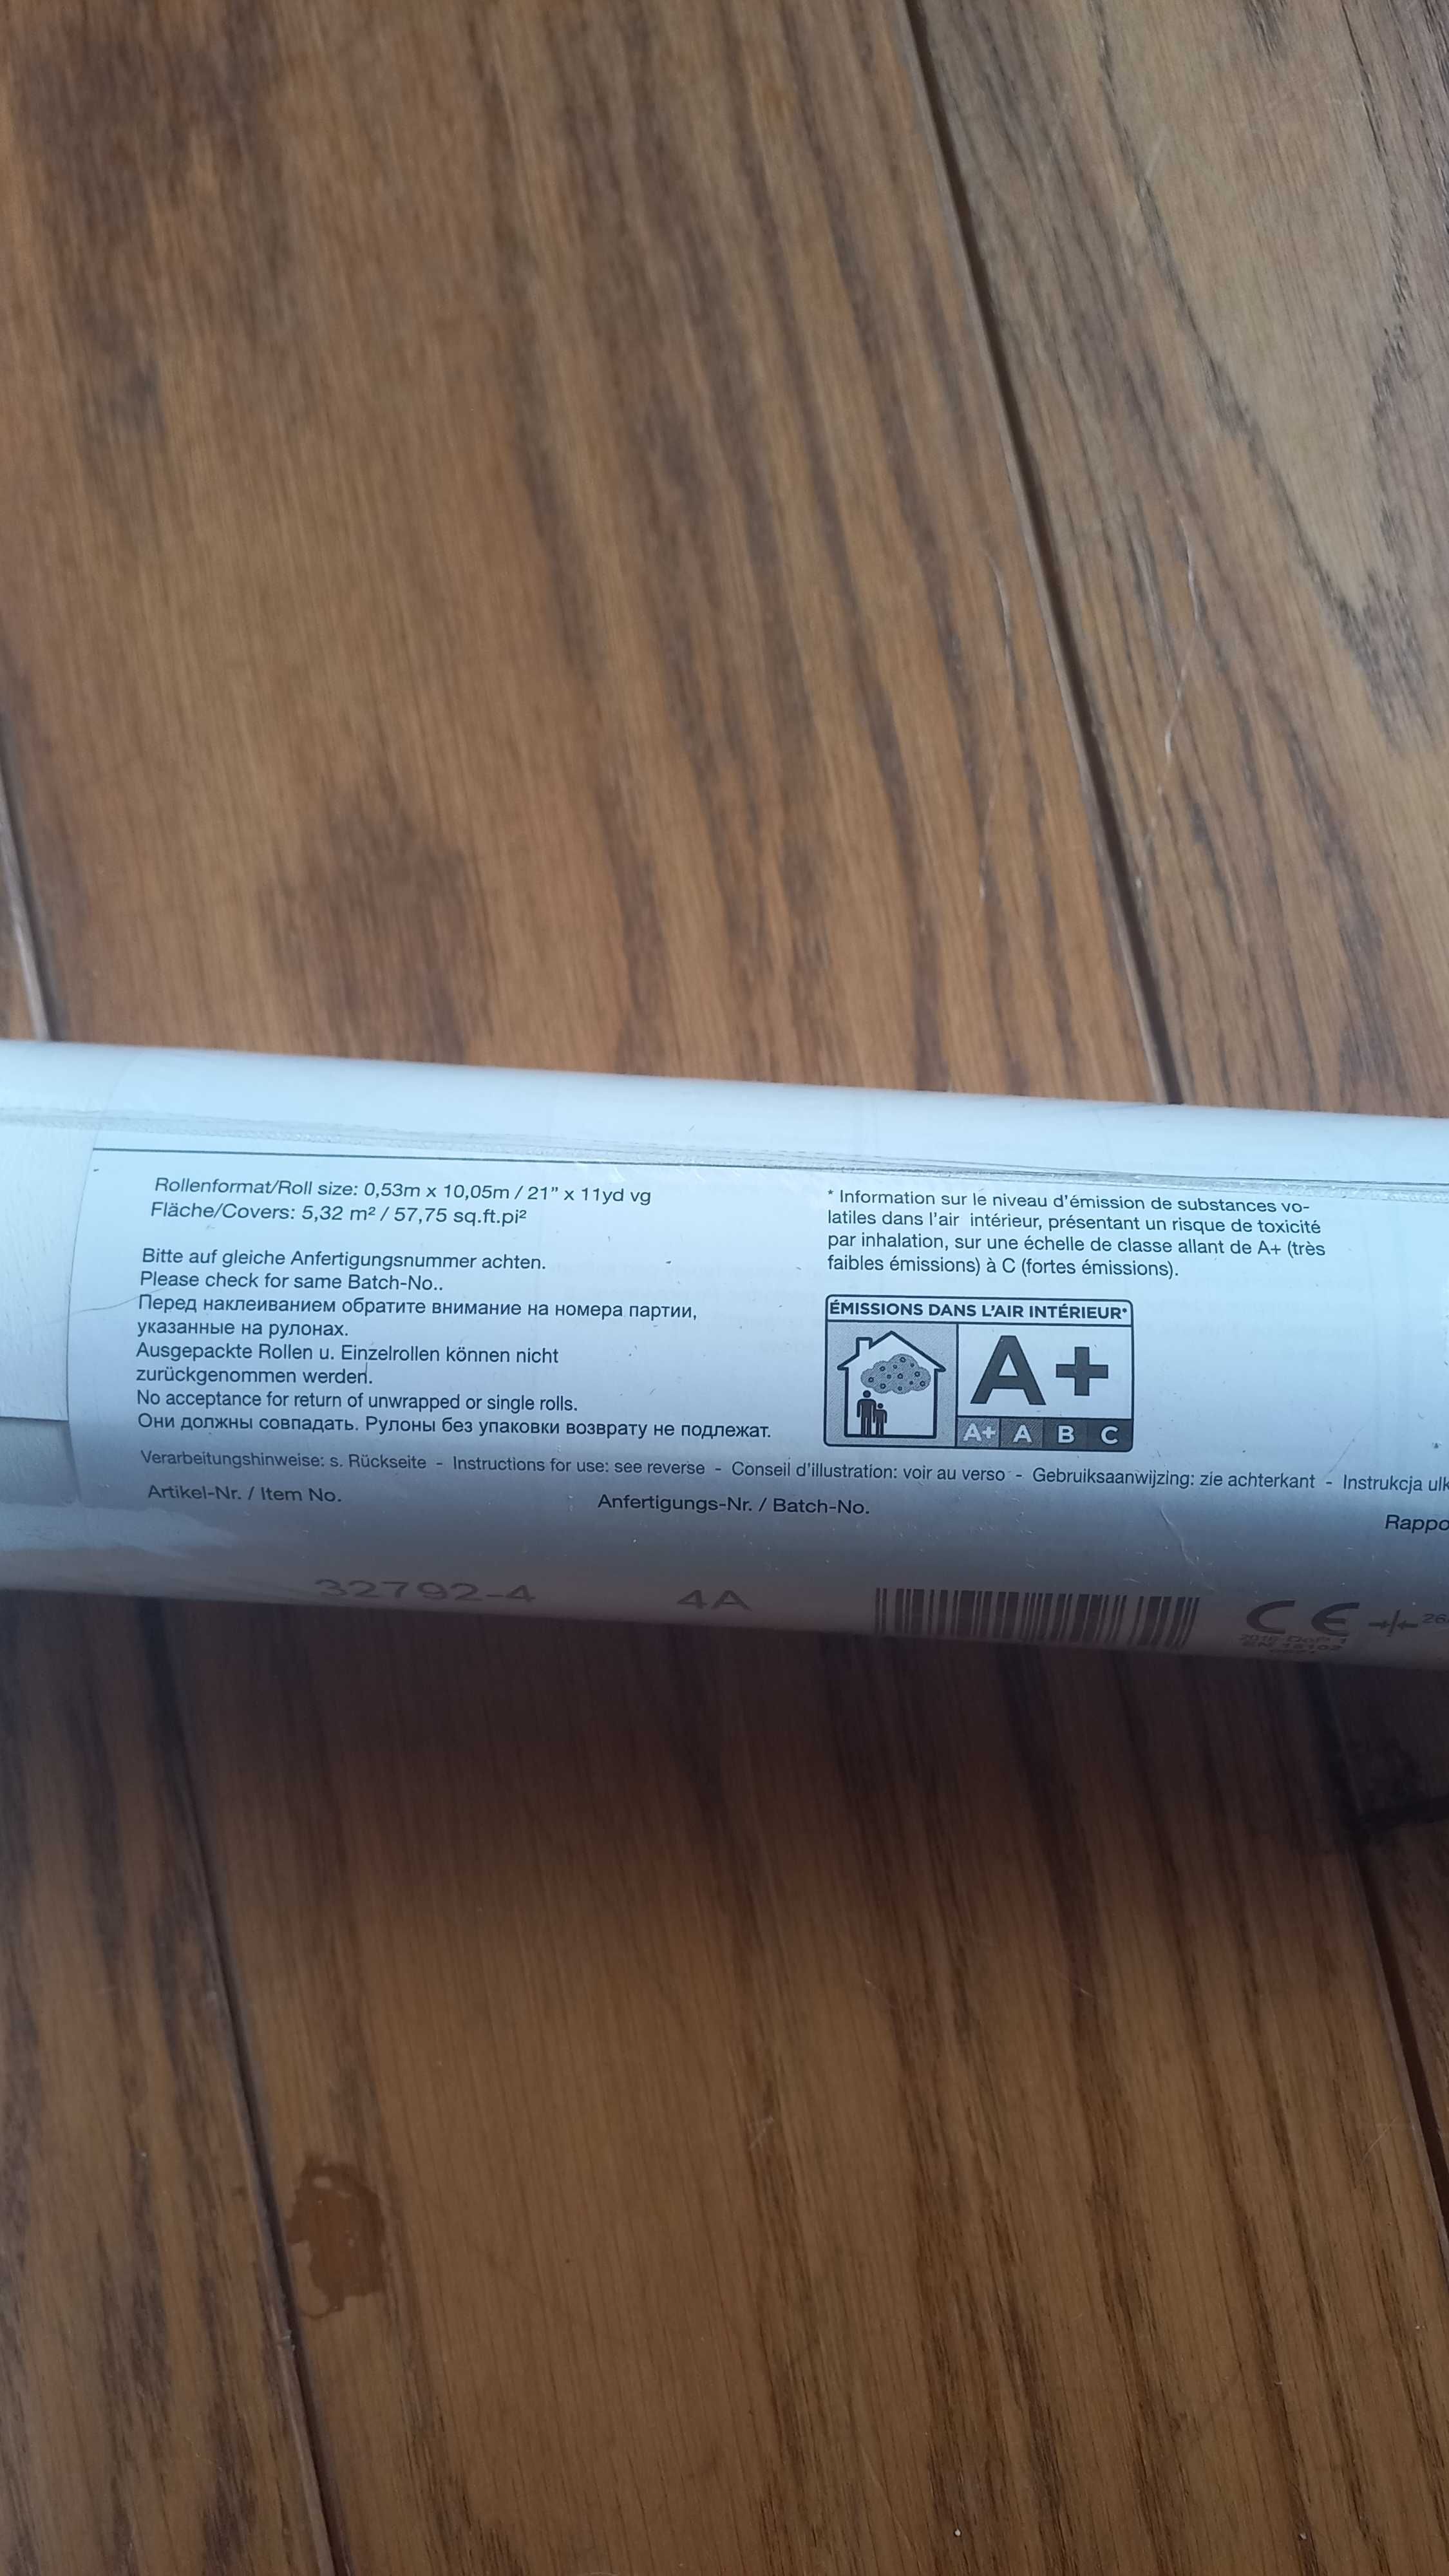 Rollenformat/Roll size: 0,53m x 10,05m / 21” x 11yd vg
Fläche/Covers: 5,32 m² / 57,75 sq.ft.pi²
Bitte auf gleiche Anfertigungsnummer achten.
Please check for same Batch-No..
Перед наклеиванием обратите внимание на номера партии,
указанные на рулонах.
Ausgepackte Rollen u. Einzelrollen können nicht
zurückgenommen werden.
No acceptance for return of unwrapped or single rolls.
Они должны совпадать. Рулоны без упаковки возврату не подлежат.
* Information sur le niveau d’émission de substances vo-
latiles dans l’air intérieur, présentant un risque de toxicité
par inhalation, sur une échelle de classe allant de A+ (très
faibles émissions) à C (fortes émissions).
ÉMISSIONS DANS L’AIR INTÉRIEUR*
A+
A+ A B C
Verarbeitungshinweise: s. Rückseite - Instructions for use: see reverse - Conseil d’illustration: voir au verso - Gebruiksaanwijzing: zie achterkant - Instrukcja ulk
Artikel-Nr. / Item No.
Anfertigungs-Nr. / Batch-No.
Rappo
32792-4
4A
CE
26